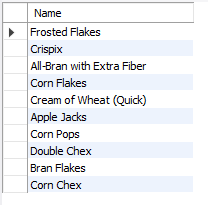 Name
Frosted Flakes
Crispix
All-Bran with Extra Fiber
Corn Flakes
Cream of Wheat (Quick)
Apple Jacks
Corn Pops
Double Chex
Bran Flakes
Corn Chex